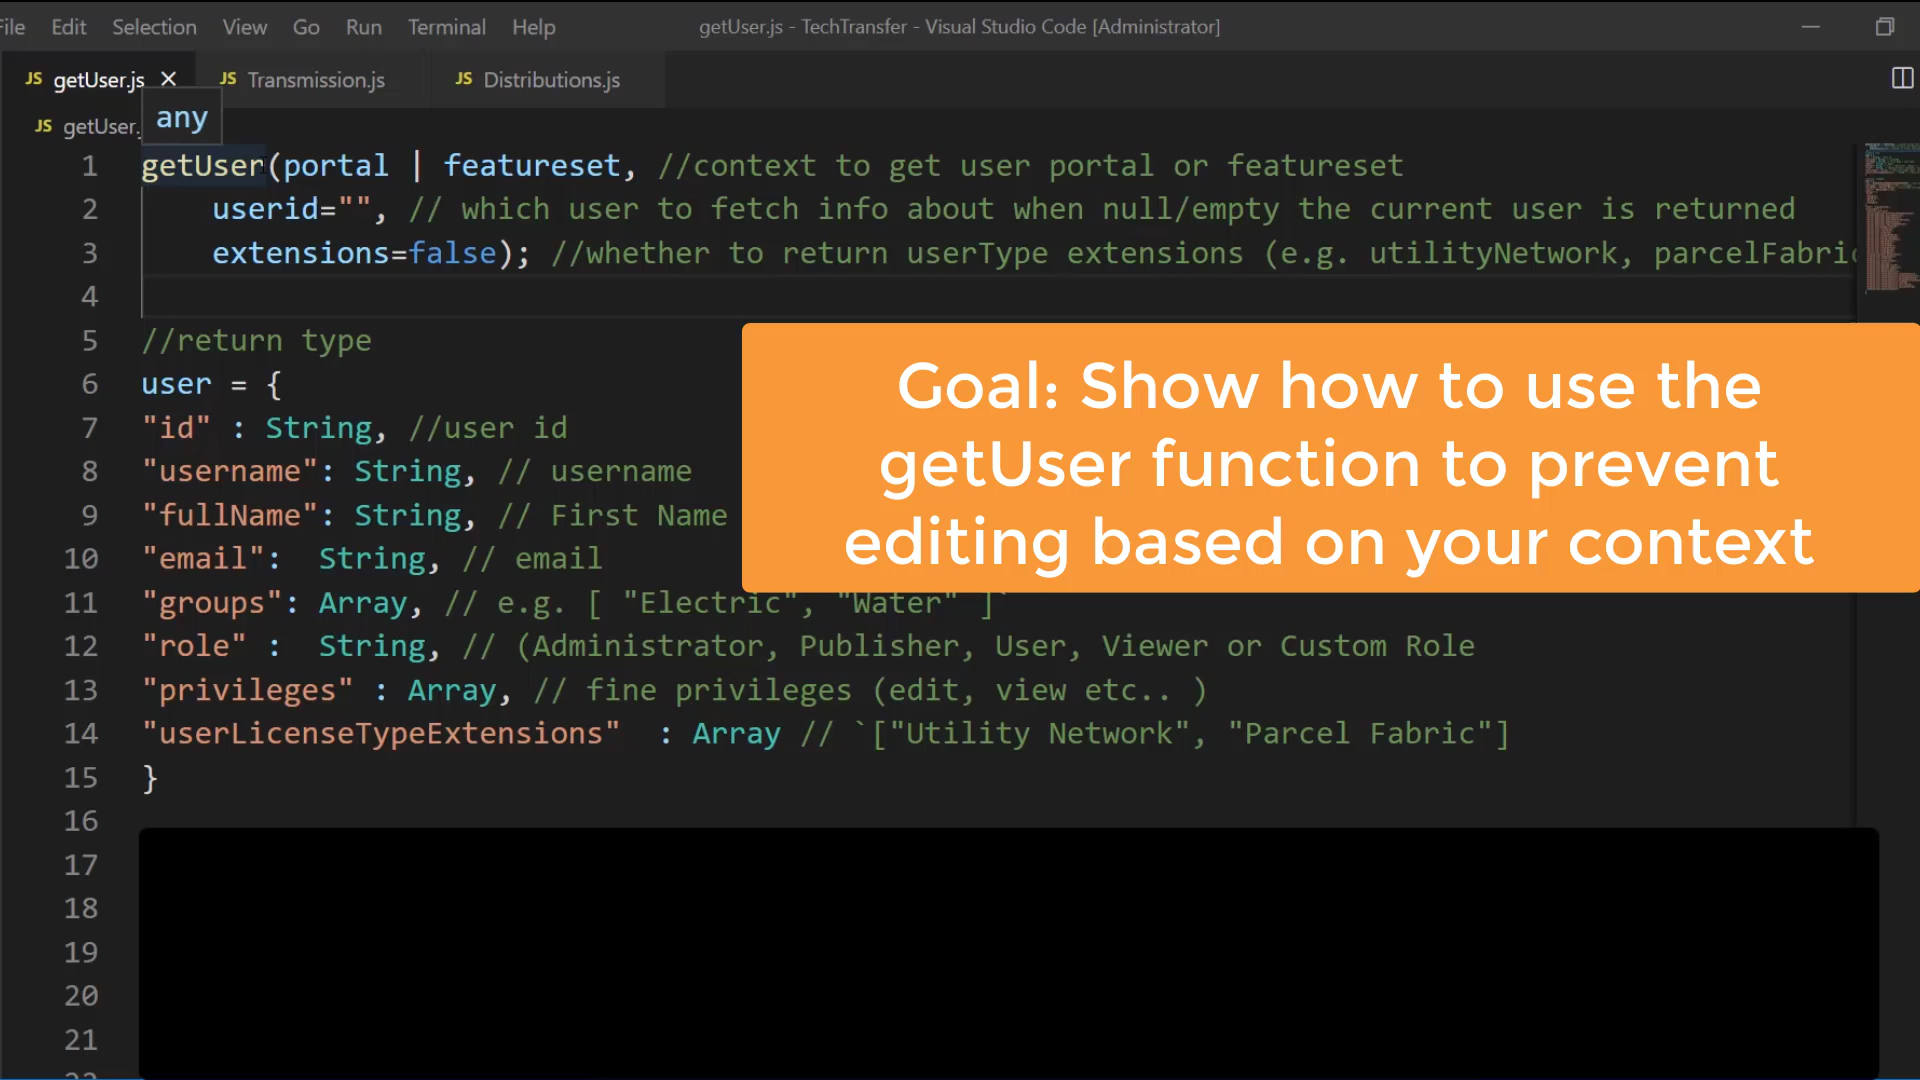 File Edit Selection View Go Run Terminal Help getUser.js - TechTransfer - Visual Studio Code [Administrator]
JS getUser.js × JS Transmission.js JS Distributions.js
any
JS getUser.
1 getUser(portal | featureset, //context to get user portal or featureset
2 userid="", // which user to fetch info about when null/empty the current user is returned
3 extensions=false); //whether to return userType extensions (e.g. utilityNetwork, parcelFabric
4
5 //return type
6 user = {
7 "id" : String, //user id
8 "username": String, // username
9 "fullName": String, // First Name
10 "email": String, // email
11 "groups": Array, // e.g. [ "Electric", "Water" ]`
12 "role" : String, // (Administrator, Publisher, User, Viewer or Custom Role
13 "privileges" : Array, // fine privileges (edit, view etc.. )
14 "userLicenseTypeExtensions" : Array // `["Utility Network", "Parcel Fabric"]
15 }
16
17
18
19
20
21
Goal: Show how to use the
getUser function to prevent
editing based on your context